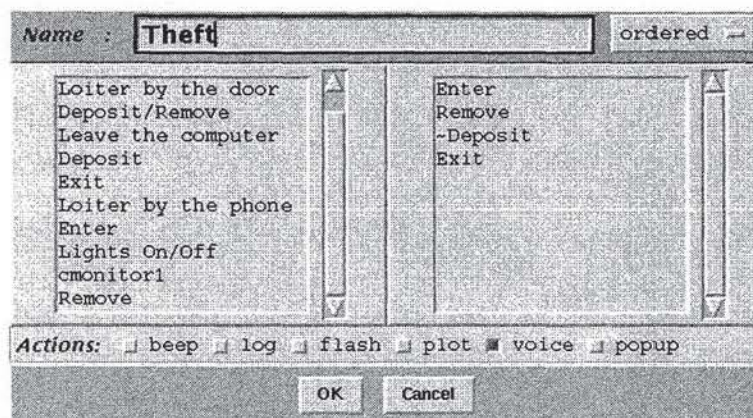 Name : Theft ordered
Loiter by the door
Deposit/Remove
Leave the computer
Deposit
Exit
Loiter by the phone
Enter
Lights On/Off
cmonitor1
Remove
Enter
Remove
~Deposit
Exit
Actions: beep log flash plot voice popup
OK Cancel